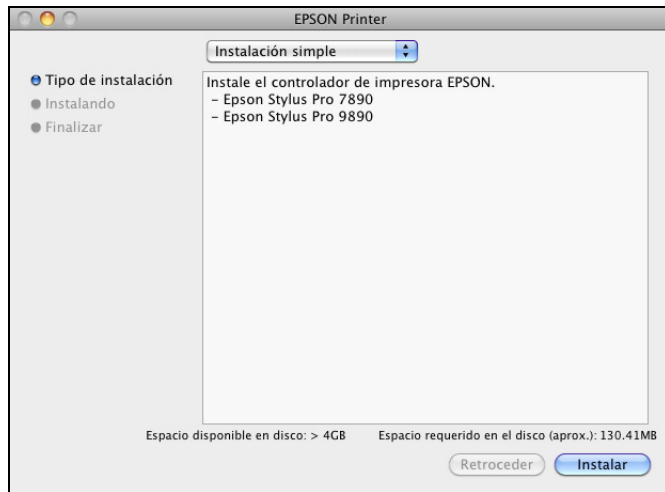 EPSON Printer
Instalación simple
Tipo de instalación
Instalando
Finalizar
Instale el controlador de impresora EPSON.
– Epson Stylus Pro 7890
– Epson Stylus Pro 9890
Espacio disponible en disco: > 4GB Espacio requerido en el disco (aprox.): 130.41MB
Retroceder Instalar